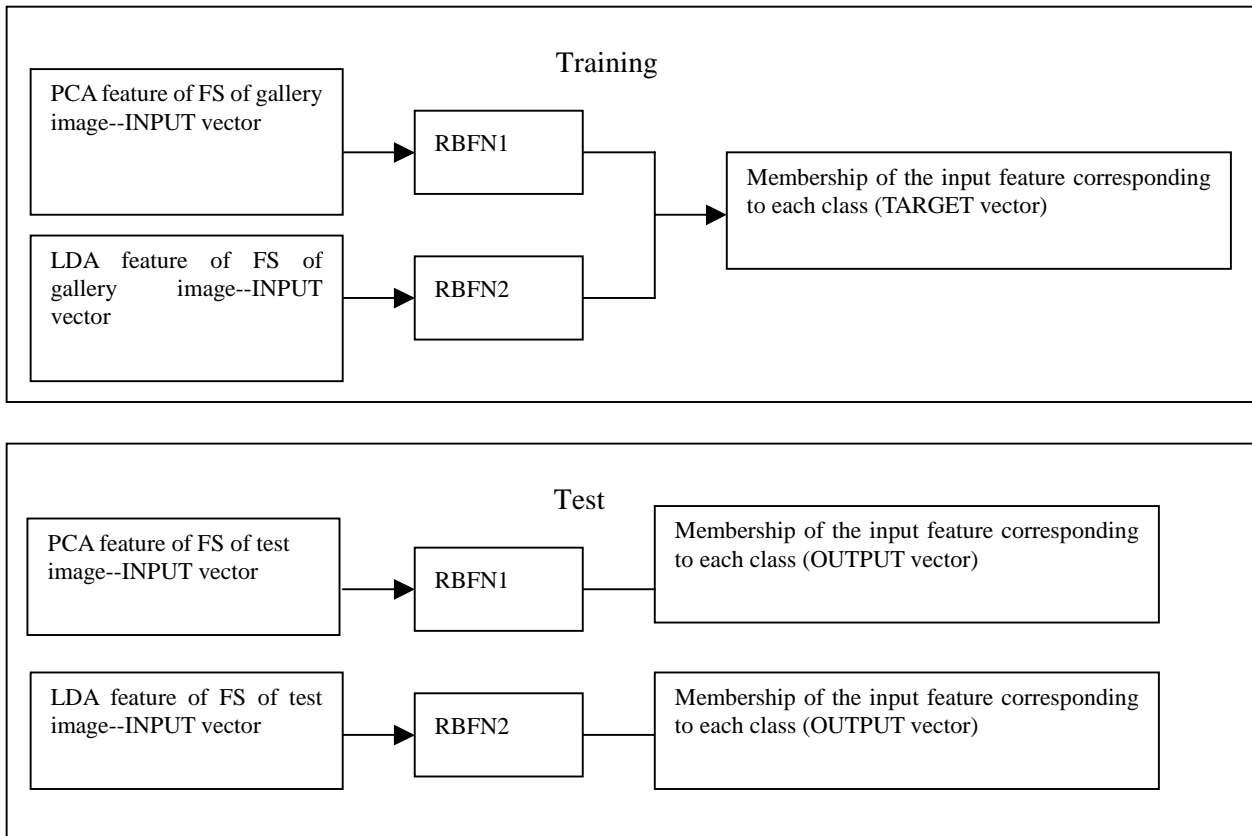 Training
PCA feature of FS of gallery
image--INPUT vector
RBFN1
Membership of the input feature corresponding
to each class (TARGET vector)
LDA feature of FS of
gallery image--INPUT
vector
RBFN2
Test
PCA feature of FS of test
image--INPUT vector
RBFN1
Membership of the input feature corresponding
to each class (OUTPUT vector)
LDA feature of FS of test
image--INPUT vector
RBFN2
Membership of the input feature corresponding
to each class (OUTPUT vector)